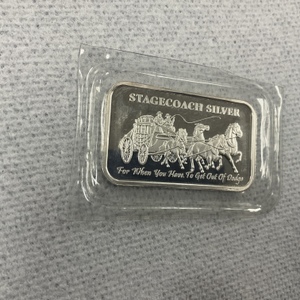 STAGECOACH SILVER
For When You Have To Get Out Of Dodge